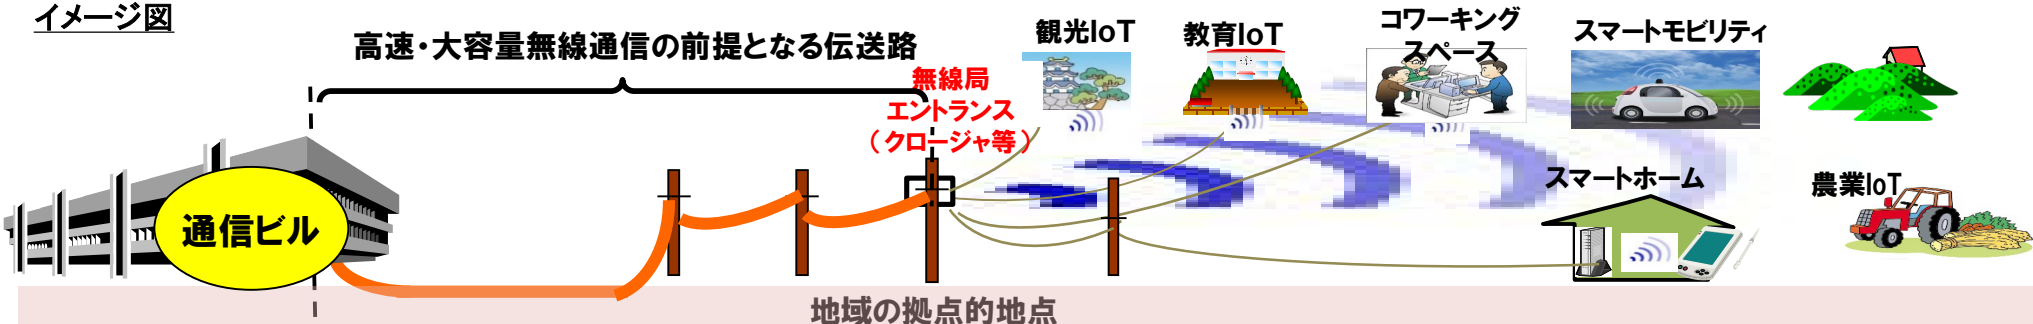 イメージ図
高速・大容量無線通信の前提となる伝送路
無線局
エントランス
（クロージャ等）
観光IoT
教育IoT
コワーキング
スペース
スマートモビリティ
通信ビル
スマートホーム
農業IoT
地域の拠点的地点